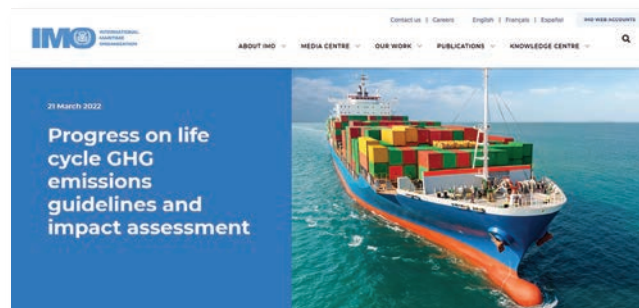 Contact us | Careers English | Français | Español IMO WEB ACCOUNTS
IMO INTERNATIONAL
MARITIME
ORGANIZATION
ABOUT IMO MEDIA CENTRE OUR WORK PUBLICATIONS KNOWLEDGE CENTRE
21 March 2022
Progress on life
cycle GHG
emissions
guidelines and
impact assessment